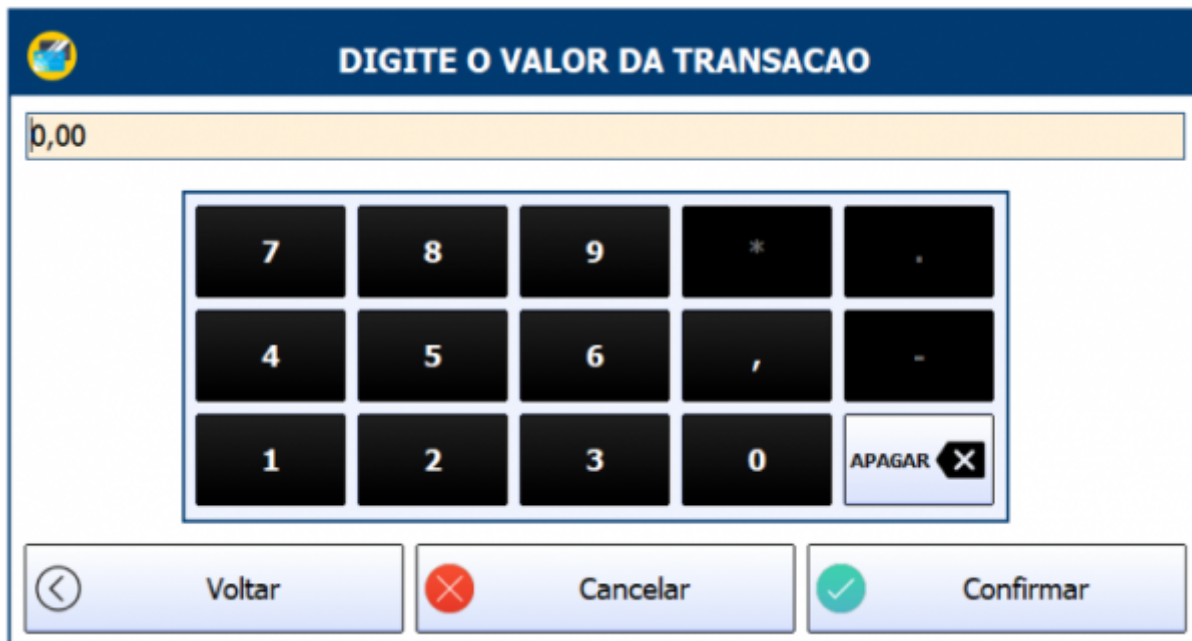 DIGITE O VALOR DA TRANSACAO
0,00
7 8 9 * .
4 5 6 , -
1 2 3 0 APAGAR
Voltar Cancelar Confirmar